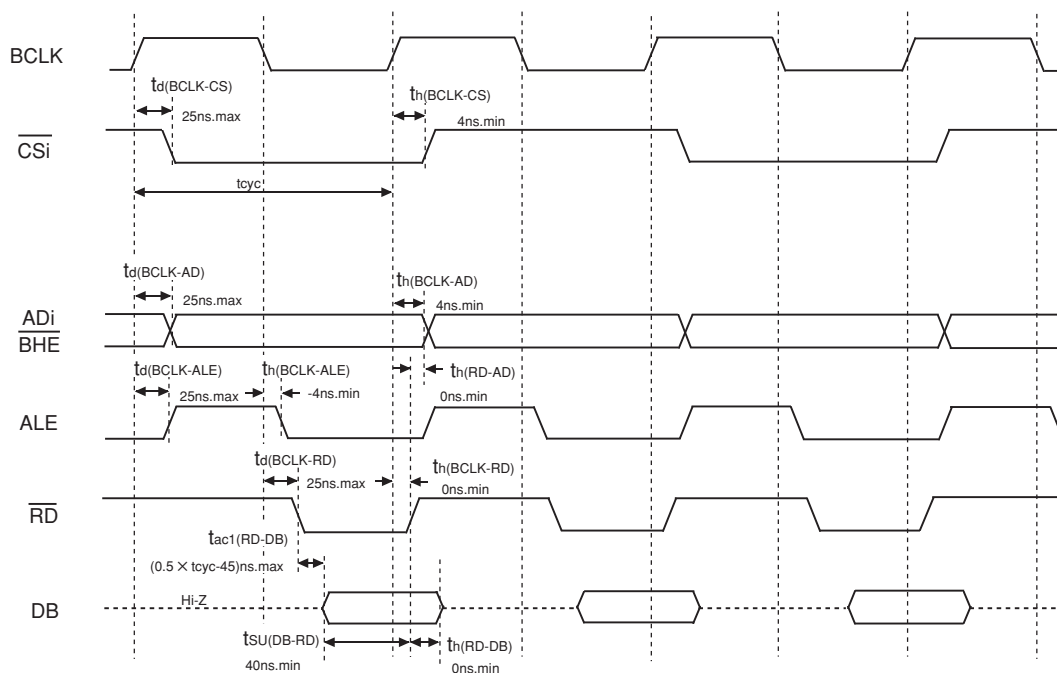 BCLK
td(BCLK-CS)
25ns.max
th(BCLK-CS)
4ns.min
CSi
tcyc
td(BCLK-AD)
25ns.max
th(BCLK-AD)
4ns.min
ADi
BHE
td(BCLK-ALE)
25ns.max
th(BCLK-ALE)
-4ns.min
th(RD-AD)
0ns.min
ALE
td(BCLK-RD)
25ns.max
th(BCLK-RD)
0ns.min
RD
tac1(RD-DB)
(0.5 × tcyc-45)ns.max
Hi-Z
DB
tSU(DB-RD)
40ns.min
th(RD-DB)
0ns.min